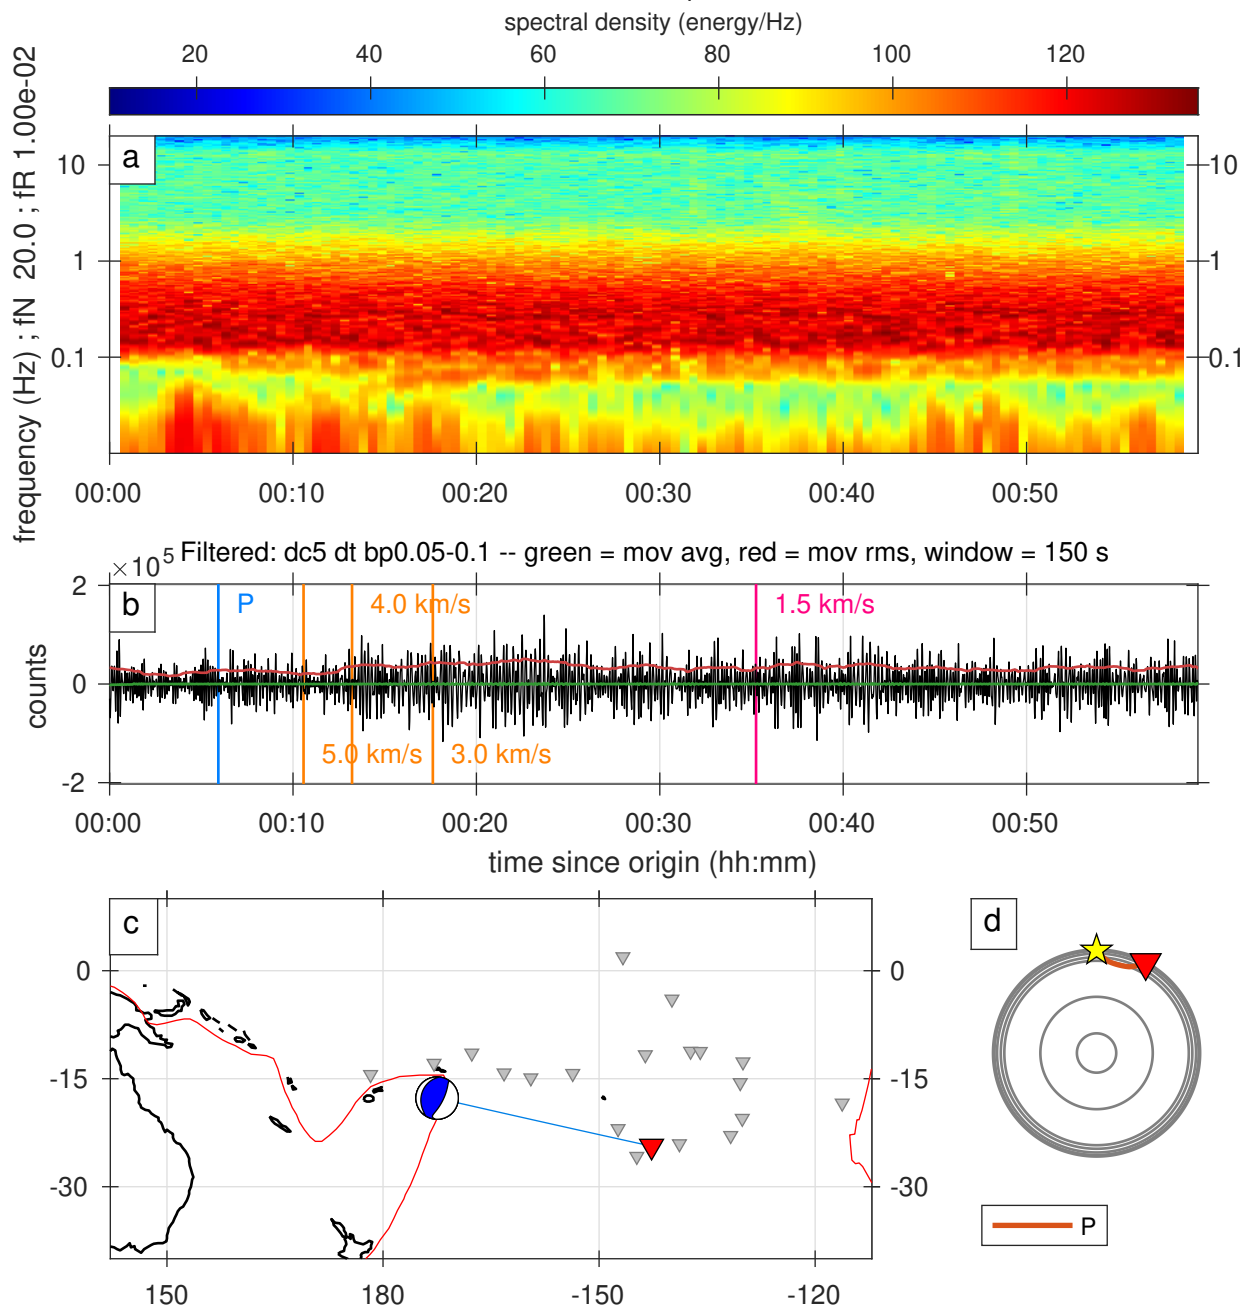 spectral density (energy/Hz)
20 40 60 80 100 120
a
frequency (Hz) ; fN 20.0 ; fR 1.00e-02
10 10
1 1
0.1 0.1
00:00 00:10 00:20 00:30 00:40 00:50
Filtered: dc5 dt bp0.05-0.1 -- green = mov avg, red = mov rms, window = 150 s
×10^5
b
counts
2
0
-2
P 4.0 km/s 1.5 km/s
5.0 km/s 3.0 km/s
00:00 00:10 00:20 00:30 00:40 00:50
time since origin (hh:mm)
c
0 0
-15 -15
-30 -30
150 180 -150 -120
d
P